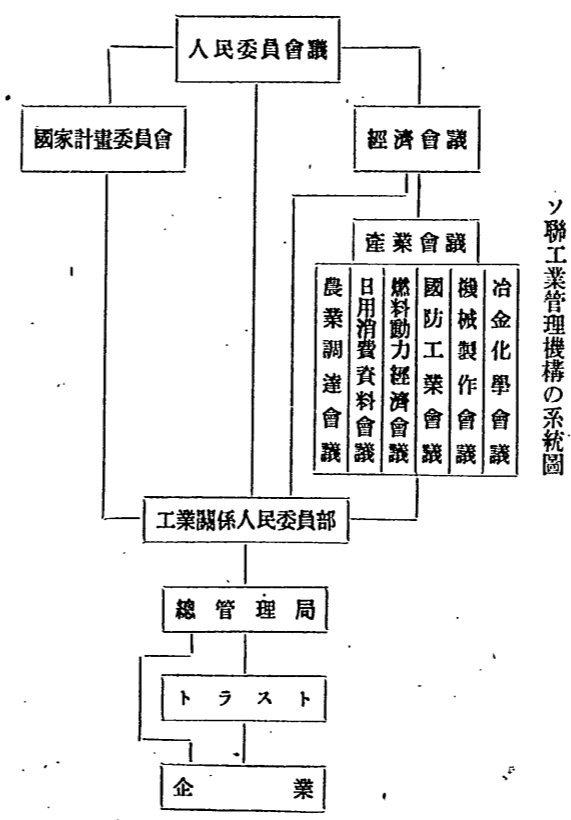 ソ聯工業管理機構の系統圖
人民委員會議
國家計畫委員會
經濟會議
產業會議
冶金化學會議
機械製作會議
國防工業會議
燃料動力經濟會議
日用消費資料會議
農業調達會議
工業關係人民委員部
總管理局
トラスト
企業